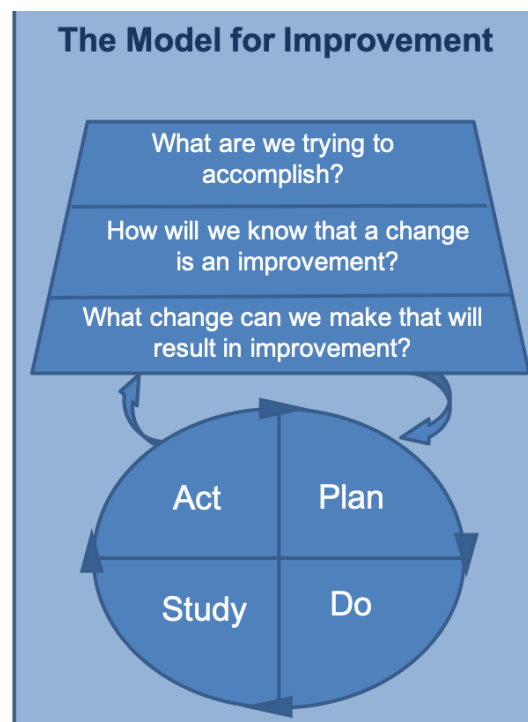 The Model for Improvement
What are we trying to
accomplish?
How will we know that a change
is an improvement?
What change can we make that will
result in improvement?
Act
Plan
Study
Do